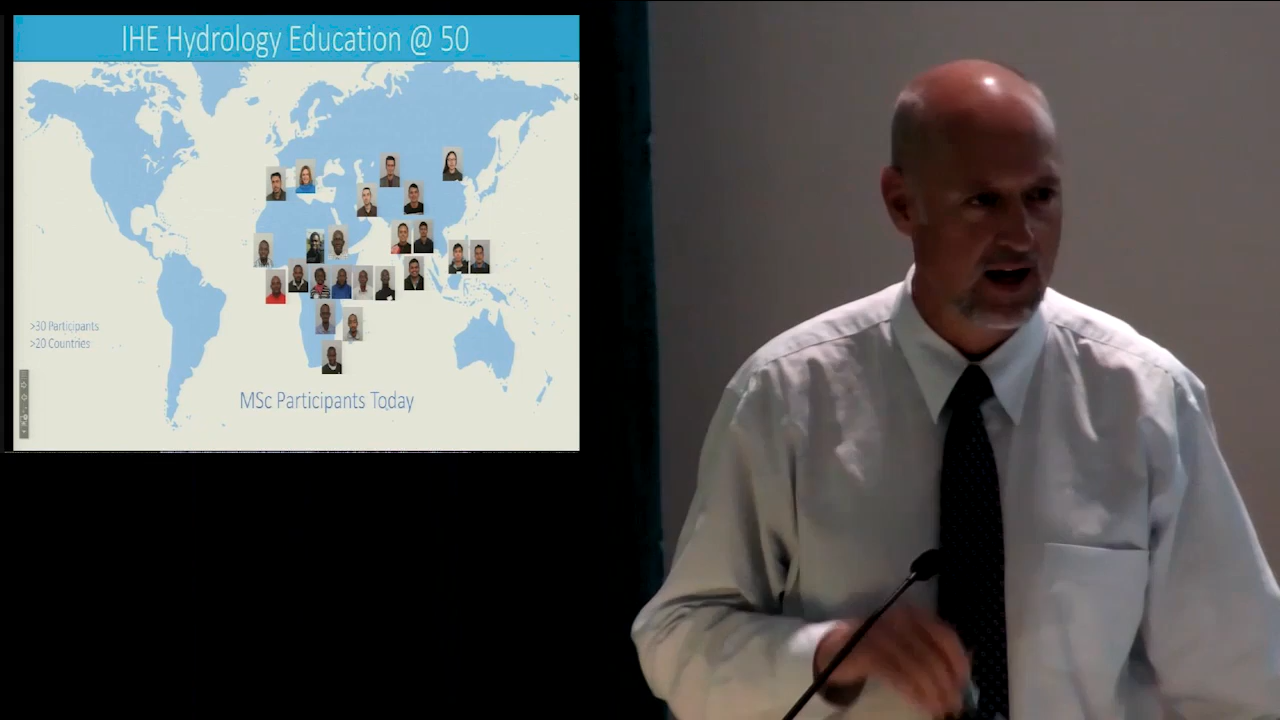 IHE Hydrology Education @ 50
>30 Participants
>20 Countries
MSc Participants Today